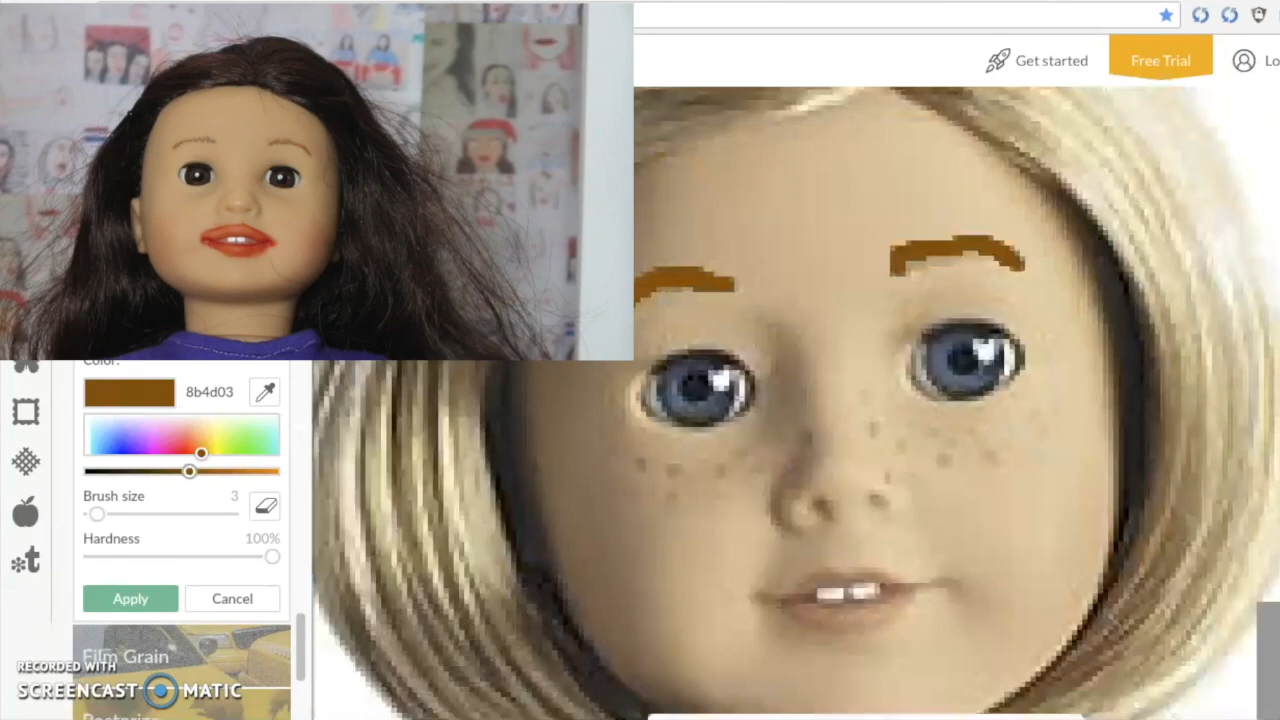 Get started
Free Trial
Lo
Color:
8b4d03
Brush size 3
Hardness 100%
Apply Cancel
Film Grain
RECORDED WITH
SCREENCAST MATIC
Posterize